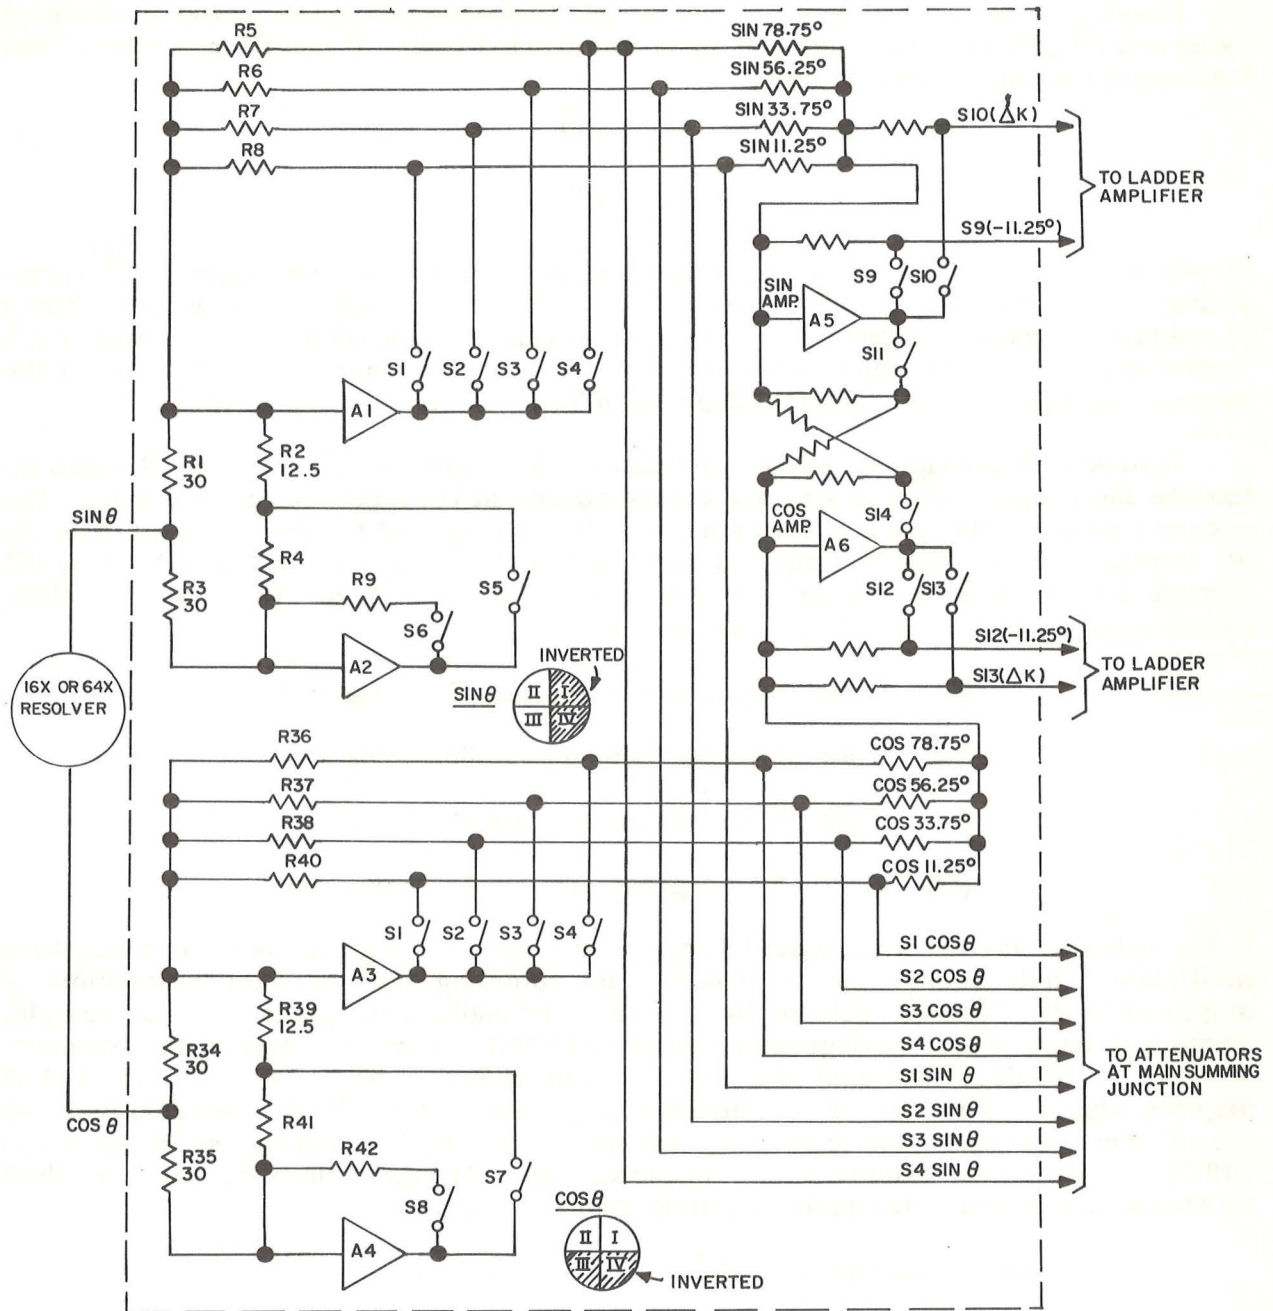 R5
SIN 78.75°
R6
SIN 56.25°
R7
SIN 33.75°
S10(ΔK)
R8
SIN 11.25°
TO LADDER
AMPLIFIER
S9(-11.25°)
S9
S10
SIN
AMP.
A5
S11
S1
S2
S3
S4
A1
R1
30
R2
12.5
SIN θ
S14
COS
AMP.
A6
R4
R3
30
R9
S5
S6
S12
S13
A2
INVERTED
S12(-11.25°)
TO LADDER
AMPLIFIER
S13(ΔK)
16X OR 64X
RESOLVER
SIN θ
II I
III IV
R36
COS 78.75°
R37
COS 56.25°
R38
COS 33.75°
R40
COS 11.25°
S1
S2
S3
S4
S1 COS θ
A3
S2 COS θ
R39
12.5
S3 COS θ
R34
30
S4 COS θ
TO ATTENUATORS
AT MAIN SUMMING
JUNCTION
S1 SIN θ
COS θ
R41
S2 SIN θ
R35
30
R42
S3 SIN θ
S7
S4 SIN θ
S8
COS θ
A4
II I
III IV
INVERTED